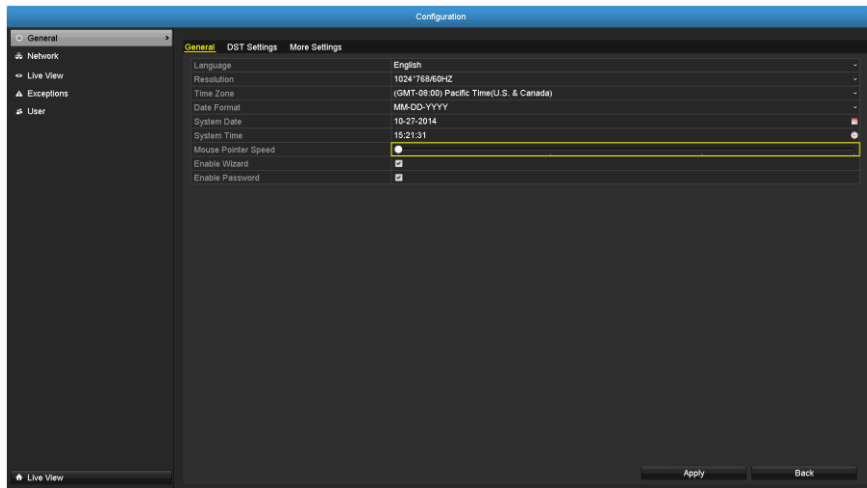 Configuration
General
Network
Live View
Exceptions
User
General DST Settings More Settings
Language English
Resolution 1024*768/60HZ
Time Zone (GMT-08:00) Pacific Time(U.S. & Canada)
Date Format MM-DD-YYYY
System Date 10-27-2014
System Time 15:21:31
Mouse Pointer Speed
Enable Wizard
Enable Password
Live View
Apply Back